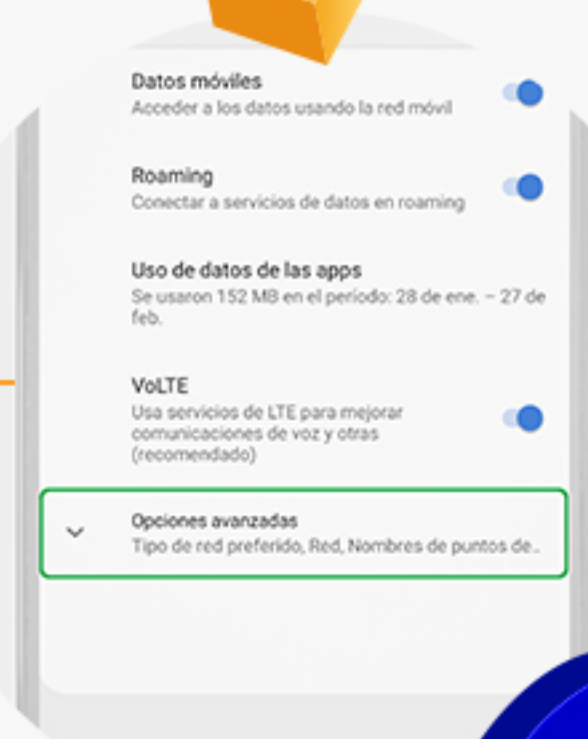 Datos móviles
Acceder a los datos usando la red móvil
Roaming
Conectar a servicios de datos en roaming
Uso de datos de las apps
Se usaron 152 MB en el período: 28 de ene. – 27 de
feb.
VoLTE
Usa servicios de LTE para mejorar
comunicaciones de voz y otras
(recomendado)
Opciones avanzadas
Tipo de red preferido, Red, Nombres de puntos de..